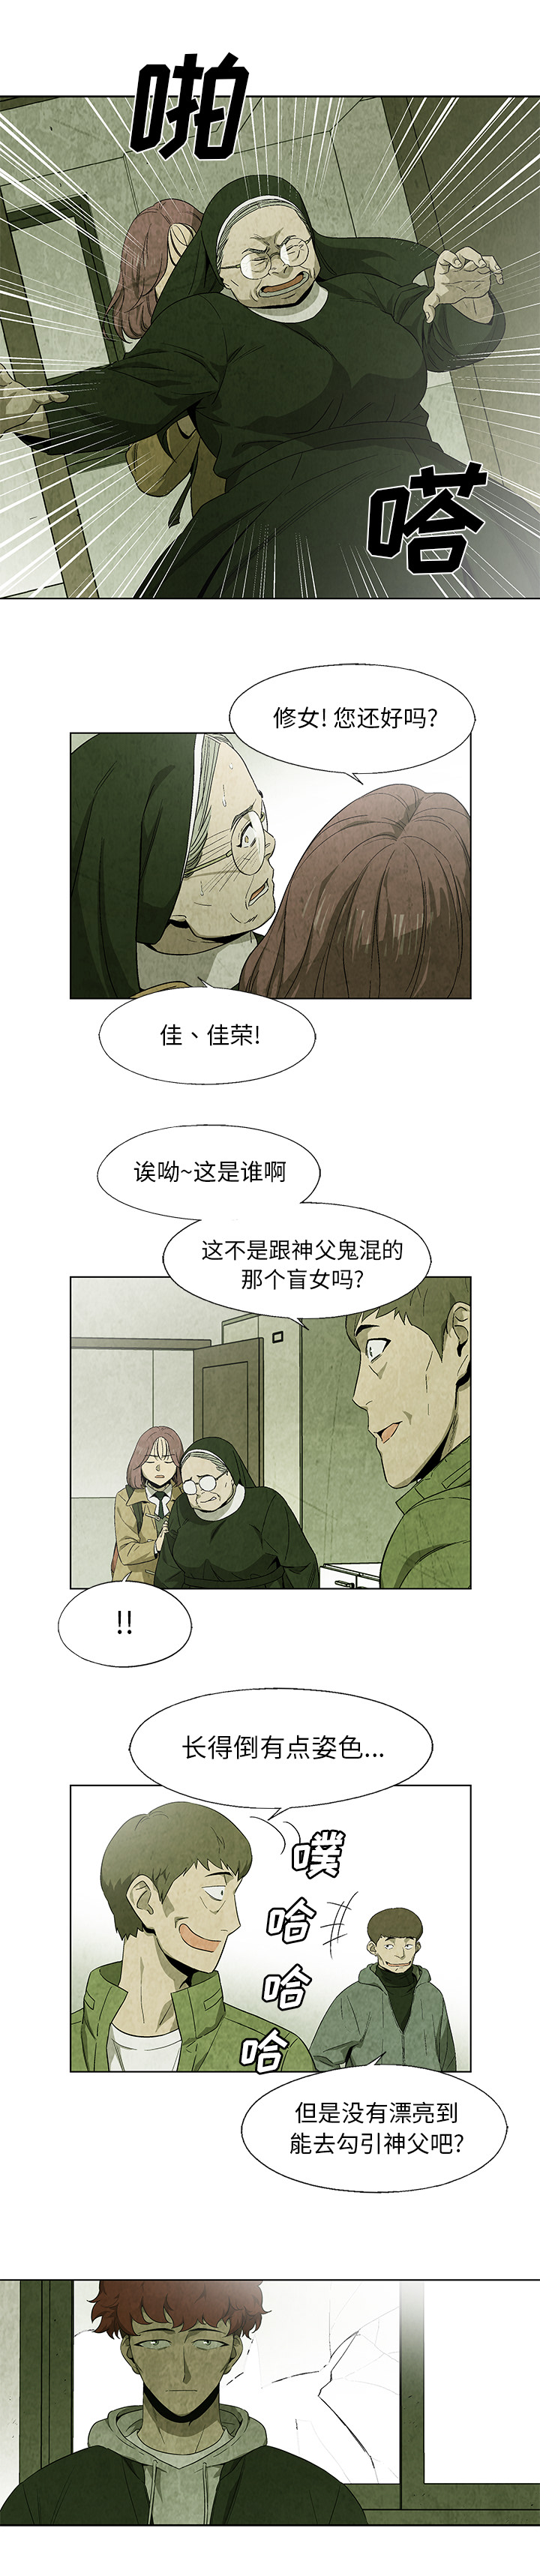 啪
嗒
修女! 您还好吗?
佳、佳荣!
诶呦~这是谁啊
这不是跟神父鬼混的
那个盲女吗?
!!
长得倒有点姿色...
噗
哈
哈
哈
但是没有漂亮到
能去勾引神父吧?